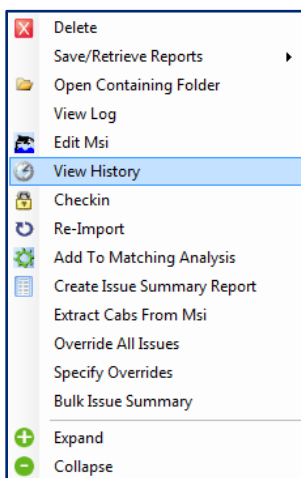 Delete
Save/Retrieve Reports
Open Containing Folder
View Log
Edit Msi
View History
Checkin
Re-Import
Add To Matching Analysis
Create Issue Summary Report
Extract Cabs From Msi
Override All Issues
Specify Overrides
Bulk Issue Summary
Expand
Collapse